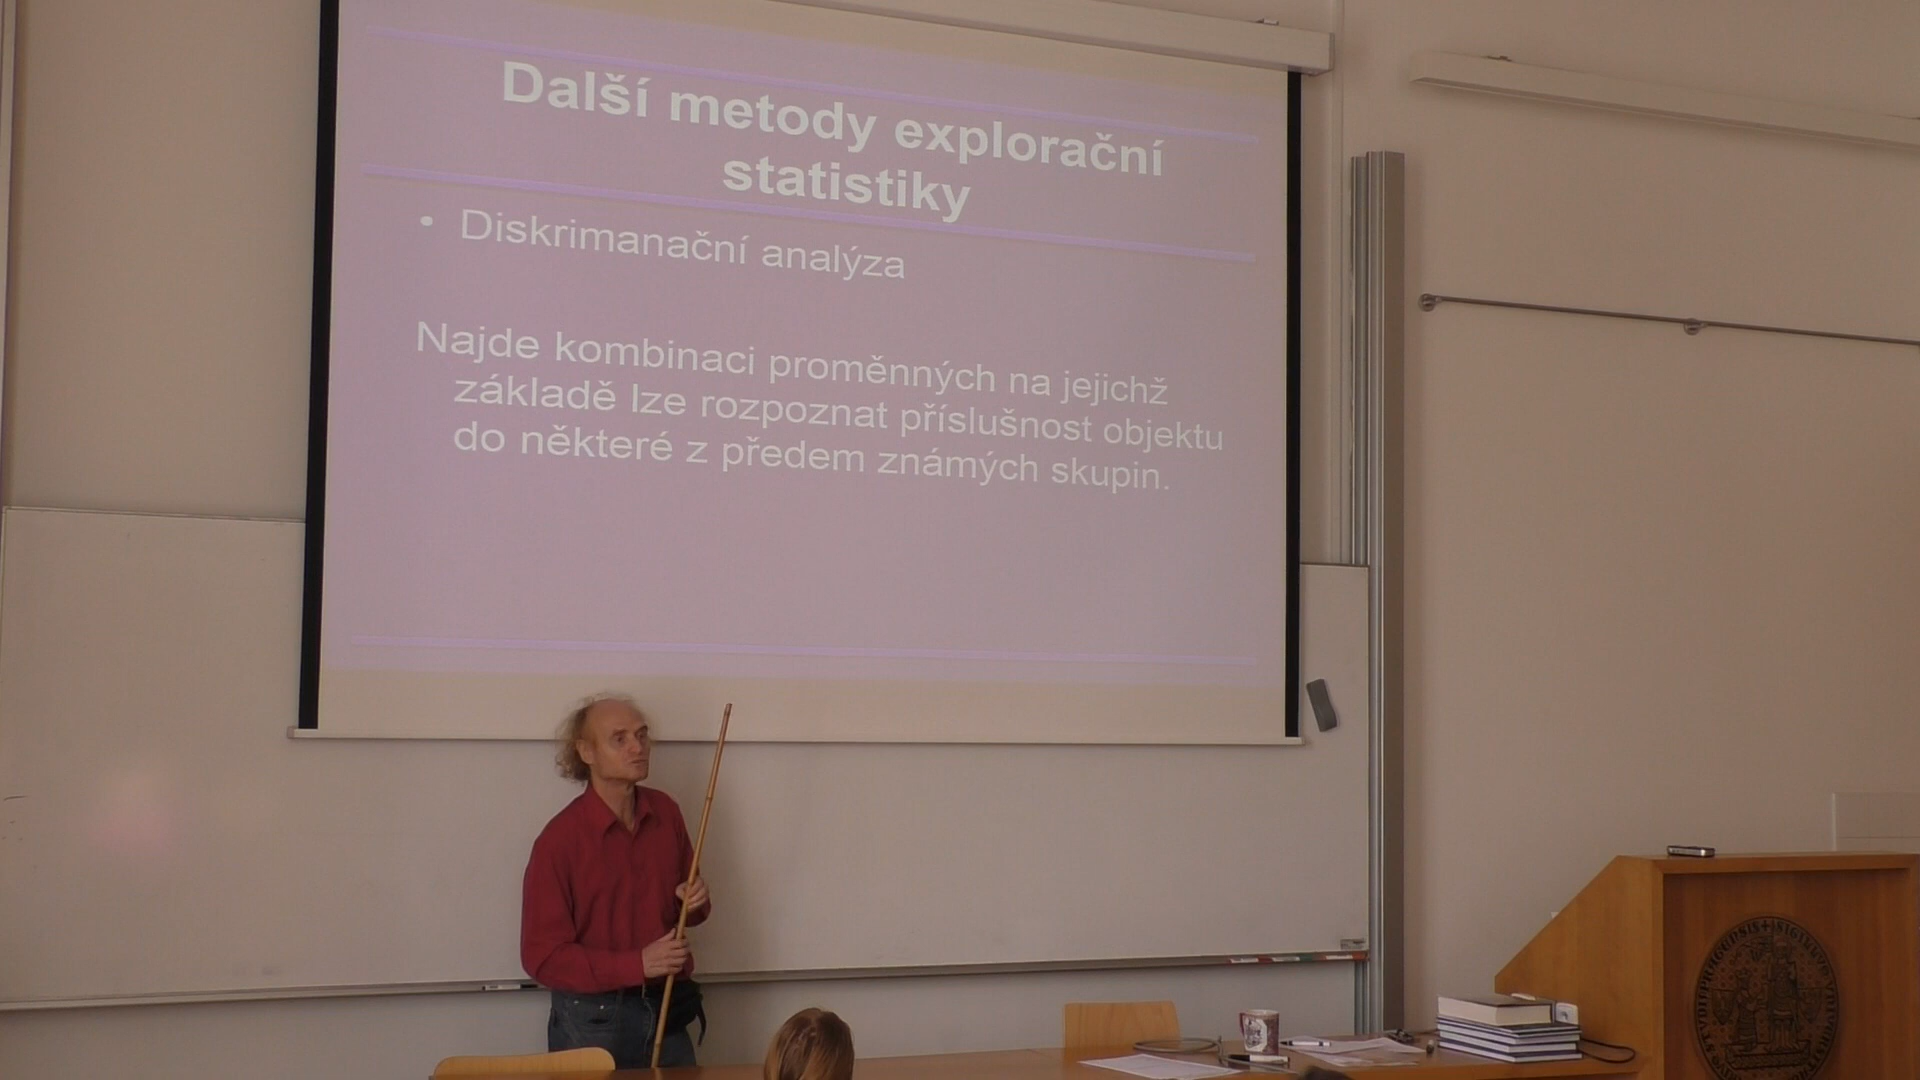 Další metody explorační
statistiky
• Diskrimanační analýza
Najde kombinaci proměnných na jejichž
základě lze rozpoznat příslušnost objektu
do některé z předem známých skupin.